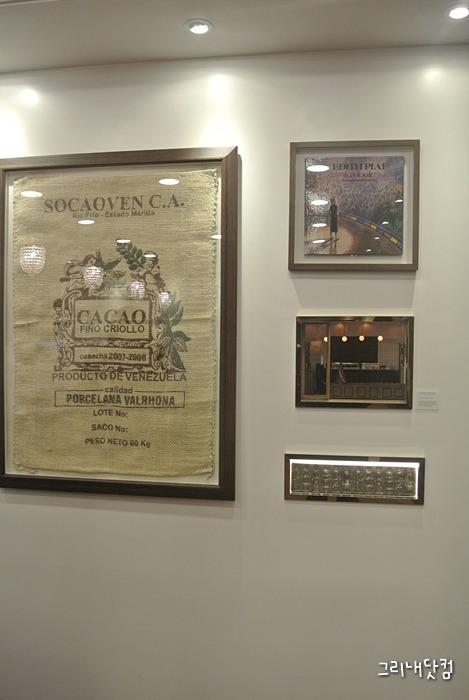 SOCAOVEN C.A.
Rio Frio - Estado Mérida
CACAO
FINO CRIOLLO
cosecha 2007-2008
PRODUCTO DE VENEZUELA
calidad
PORCELANA VALRHONA
LOTE No:
SACO No:
PESO NETO 60 Kg
EDITH PIAF
그리내닷컴